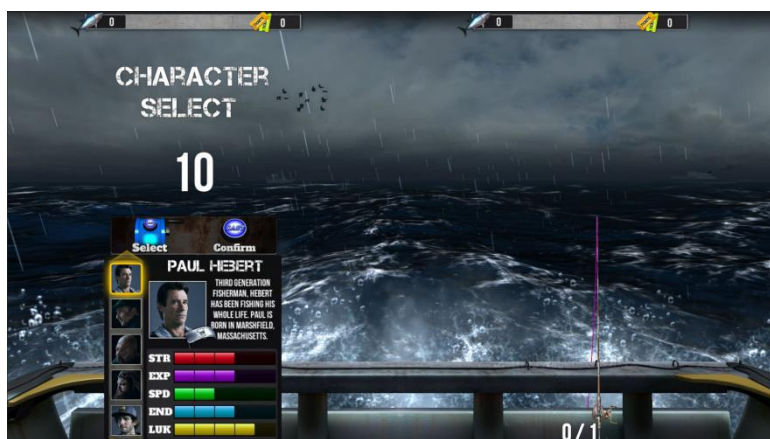 0
0
0
0
CHARACTER
SELECT
10
Select
Confirm
PAUL HEBERT
THIRD GENERATION
FISHERMAN, HEBERT
HAS BEEN FISHING HIS
WHOLE LIFE. PAUL IS
BORN IN MARSHFIELD,
MASSACHUSETTS.
STR
EXP
SPD
END
LUK
0/1